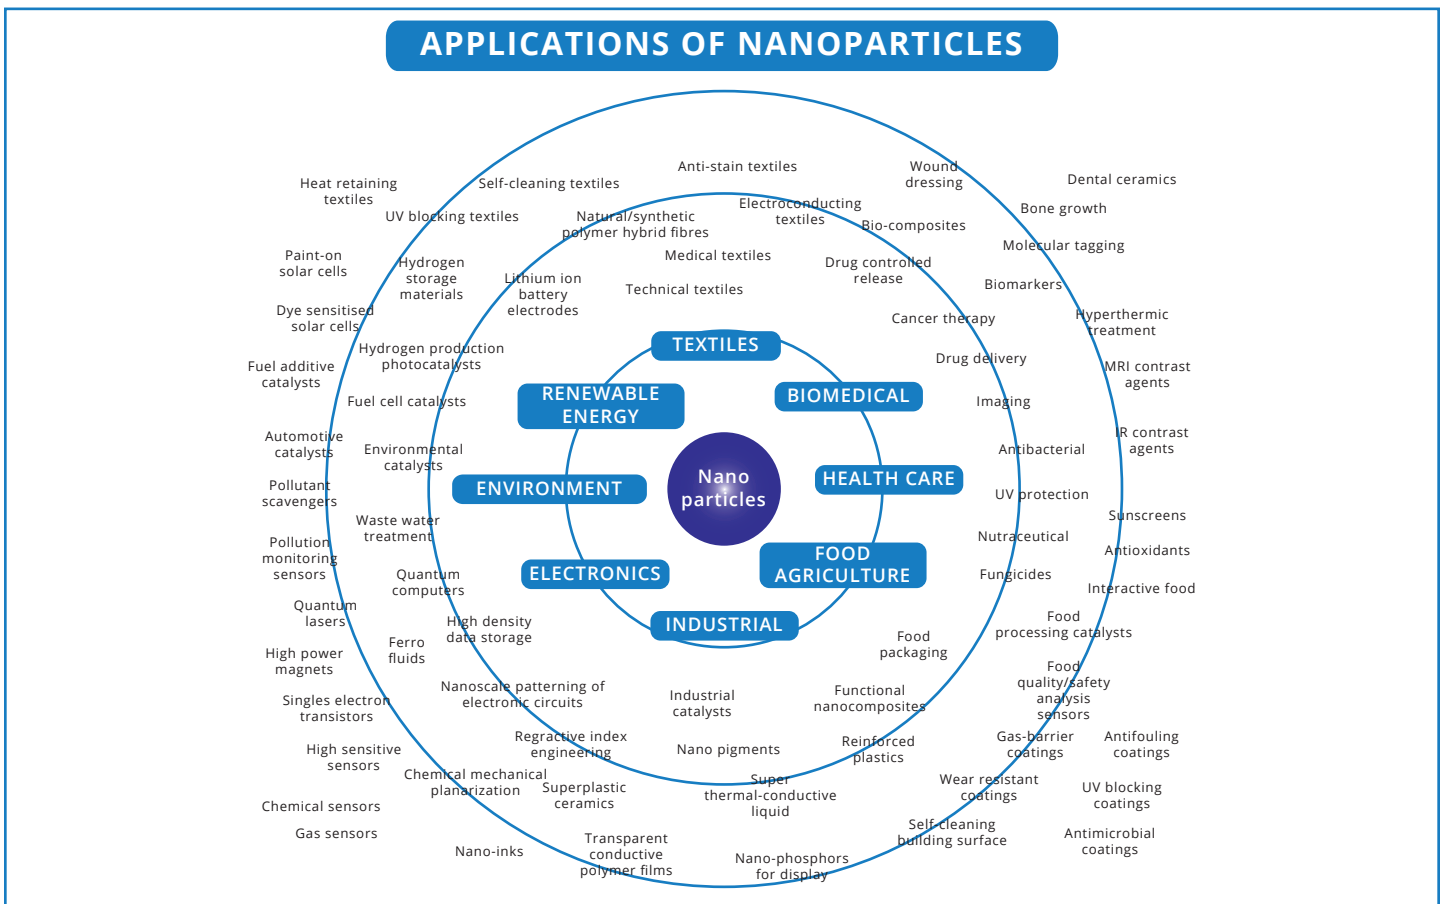 APPLICATIONS OF NANOPARTICLES
Anti-stain textiles
Wound
dressing
Dental ceramics
Heat retaining
textiles
Self-cleaning textiles
Electroconducting
textiles
Bone growth
UV blocking textiles
Natural/synthetic
polymer hybrid fibres
Bio-composites
Molecular tagging
Paint-on
solar cells
Hydrogen
storage
materials
Medical textiles
Drug controlled
release
Lithium ion
battery
electrodes
Technical textiles
Biomarkers
Dye sensitised
solar cells
Cancer therapy
Hyperthermic
treatment
TEXTILES
Hydrogen production
photocatalysts
Drug delivery
Fuel additive
catalysts
MRI contrast
agents
RENEWABLE
ENERGY
BIOMEDICAL
Fuel cell catalysts
Imaging
Automotive
catalysts
Environmental
catalysts
Antibacterial
IR contrast
agents
Nano
particles
HEALTH CARE
ENVIRONMENT
Pollutant
scavengers
UV protection
Sunscreens
Waste water
treatment
Nutraceutical
Antioxidants
Pollution
monitoring
sensors
FOOD
AGRICULTURE
ELECTRONICS
Quantum
computers
Fungicides
Interactive food
Quantum
lasers
High density
data storage
INDUSTRIAL
Food
processing catalysts
High power
magnets
Ferro
fluids
Food
packaging
Food
quality/safety
analysis
sensors
Singles electron
transistors
Nanoscale patterning of
electronic circuits
Industrial
catalysts
Functional
nanocomposites
High sensitive
sensors
Regractive index
engineering
Nano pigments
Reinforced
plastics
Gas-barrier
coatings
Antifouling
coatings
Chemical mechanical
planarization
Superplastic
ceramics
Super
thermal-conductive
liquid
Wear resistant
coatings
UV blocking
coatings
Chemical sensors
Gas sensors
Self-cleaning
building surface
Antimicrobial
coatings
Nano-inks
Transparent
conductive
polymer films
Nano-phosphors
for display